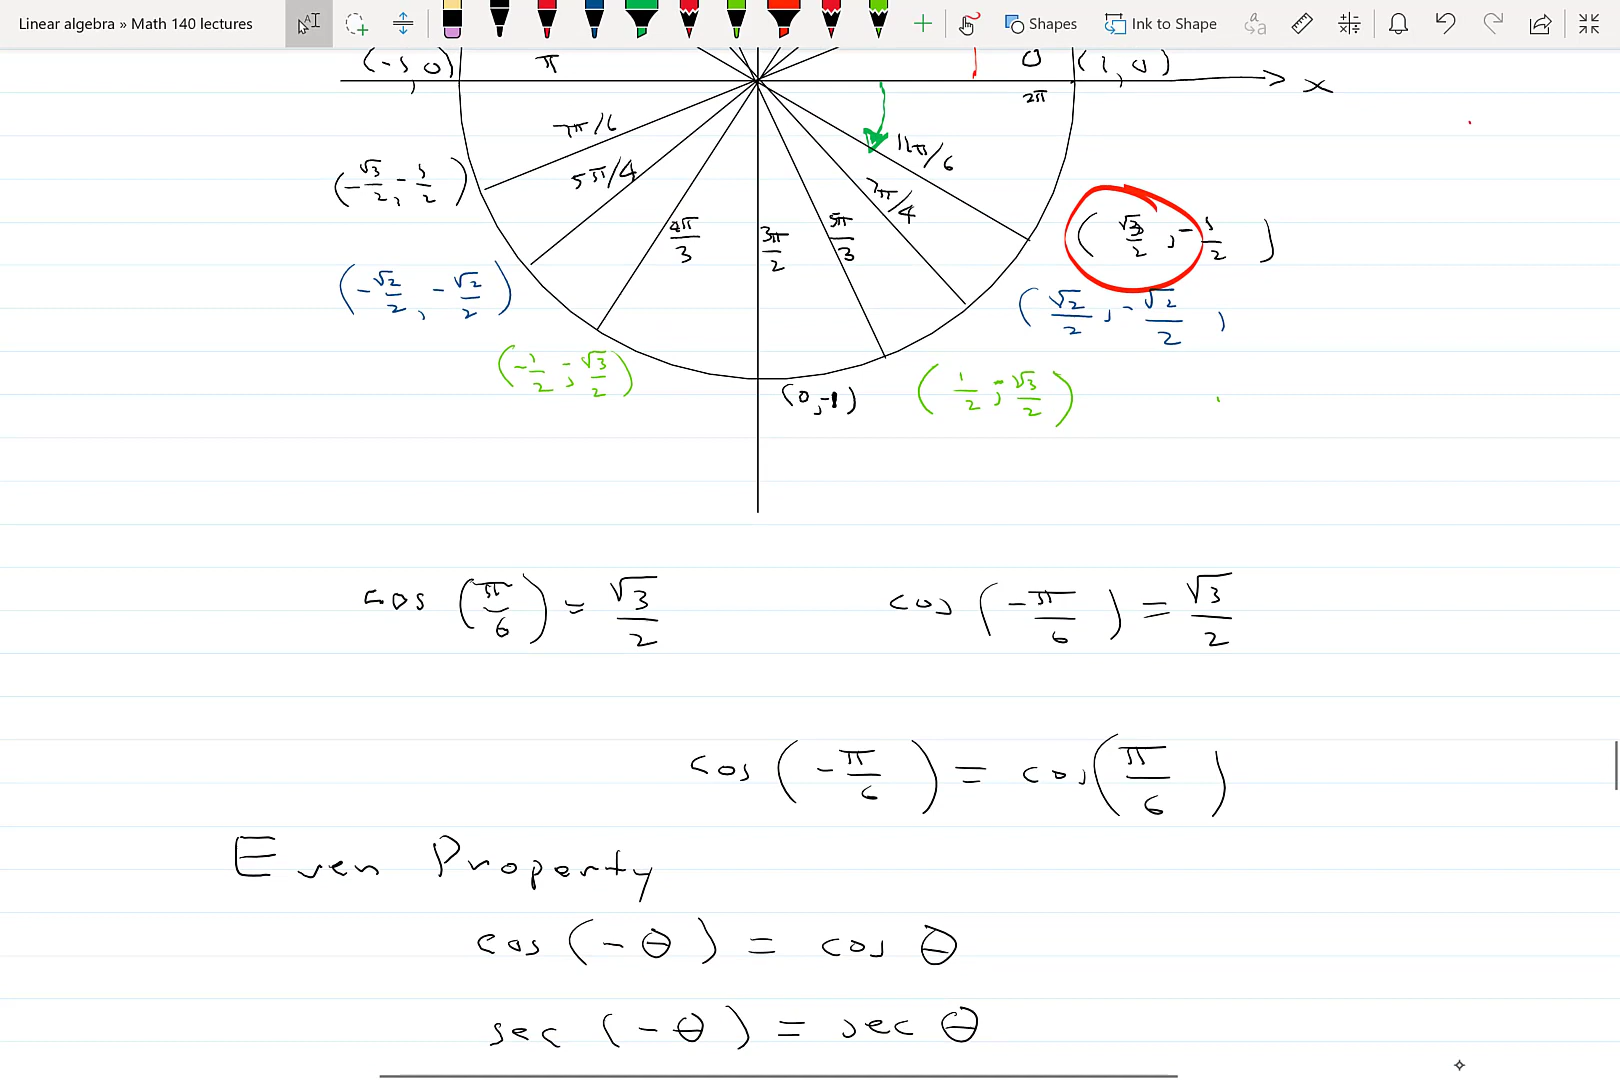 Linear algebra » Math 140 lectures
Shapes
Ink to Shape
(-1, 0) π 0 (1, 0)
2π x
7π/6 11π/6
5π/4 7π/4
(-√3/2, -1/2)
4π/3 3π/2 5π/3 (√3/2, -1/2)
(-√2/2, -√2/2) (√2/2, -√2/2)
(-1/2, -√3/2) (0, -1) (1/2, -√3/2)
cos (π/6) = √3/2 cos (-π/6) = √3/2
cos (-π/6) = cos (π/6)
Even Property
cos (-θ) = cos θ
sec (-θ) = sec θ